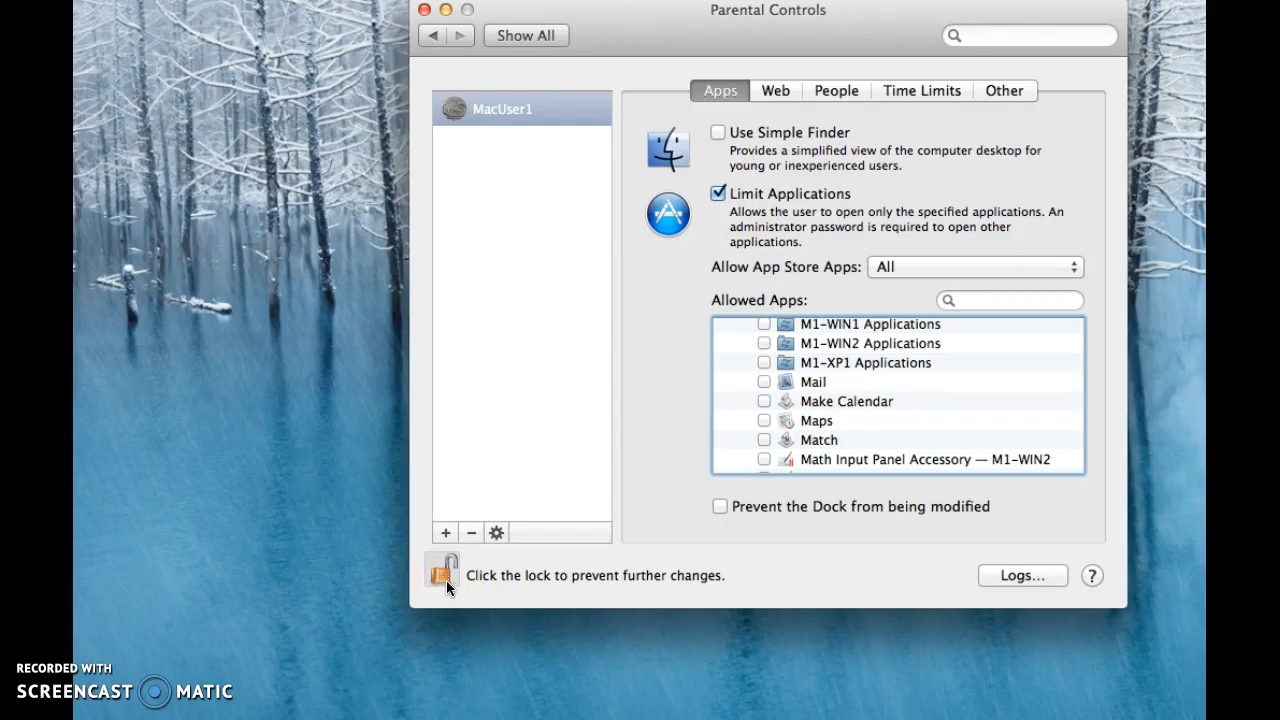 Parental Controls
Show All
MacUser1
Apps
Web
People
Time Limits
Other
Use Simple Finder
Provides a simplified view of the computer desktop for
young or inexperienced users.
Limit Applications
Allows the user to open only the specified applications. An
administrator password is required to open other
applications.
Allow App Store Apps: All
Allowed Apps:
M1-WIN1 Applications
M1-WIN2 Applications
M1-XP1 Applications
Mail
Make Calendar
Maps
Match
Math Input Panel Accessory — M1-WIN2
Prevent the Dock from being modified
Click the lock to prevent further changes.
Logs...
?
RECORDED WITH
SCREENCAST MATIC